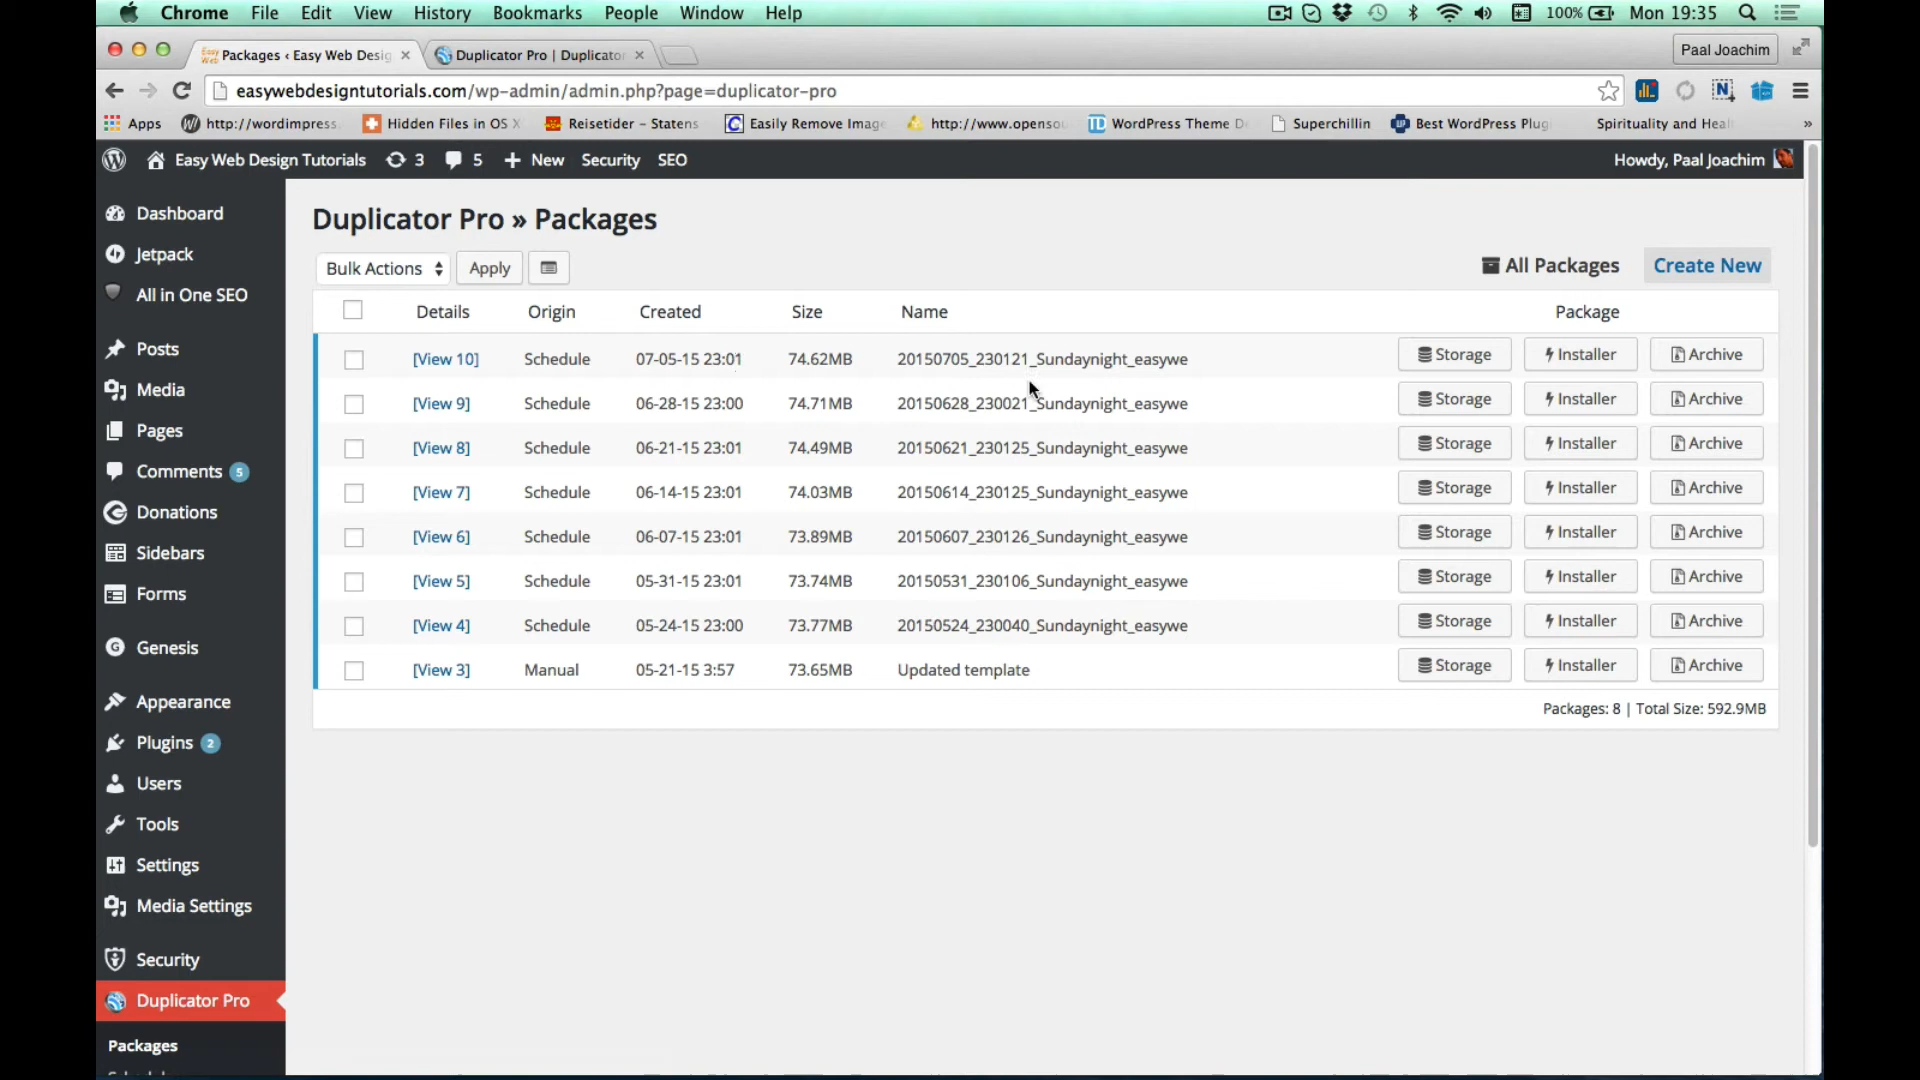 Chrome File Edit View History Bookmarks People Window Help 100% Mon 19:35
Packages ‹ Easy Web Desig Duplicator Pro | Duplicator Paal Joachim
easywebdesigntutorials.com/wp-admin/admin.php?page=duplicator-pro
Apps http://wordimpress. Hidden Files in OS X Reisetider – Statens Easily Remove Image http://www.openso WordPress Theme D Superchillin Best WordPress Plug Spirituality and Heal »
Easy Web Design Tutorials 3 5 + New Security SEO Howdy, Paal Joachim
Dashboard
Jetpack
All in One SEO
Posts
Media
Pages
Comments 5
Donations
Sidebars
Forms
Genesis
Appearance
Plugins 2
Users
Tools
Settings
Media Settings
Security
Duplicator Pro
Packages
Duplicator Pro » Packages
Bulk Actions Apply All Packages Create New
Details Origin Created Size Name Package
[View 10] Schedule 07-05-15 23:01 74.62MB 20150705_230121_Sundaynight_easywe Storage Installer Archive
[View 9] Schedule 06-28-15 23:00 74.71MB 20150628_230021_Sundaynight_easywe Storage Installer Archive
[View 8] Schedule 06-21-15 23:01 74.49MB 20150621_230125_Sundaynight_easywe Storage Installer Archive
[View 7] Schedule 06-14-15 23:01 74.03MB 20150614_230125_Sundaynight_easywe Storage Installer Archive
[View 6] Schedule 06-07-15 23:01 73.89MB 20150607_230126_Sundaynight_easywe Storage Installer Archive
[View 5] Schedule 05-31-15 23:01 73.74MB 20150531_230106_Sundaynight_easywe Storage Installer Archive
[View 4] Schedule 05-24-15 23:00 73.77MB 20150524_230040_Sundaynight_easywe Storage Installer Archive
[View 3] Manual 05-21-15 3:57 73.65MB Updated template Storage Installer Archive
Packages: 8 | Total Size: 592.9MB